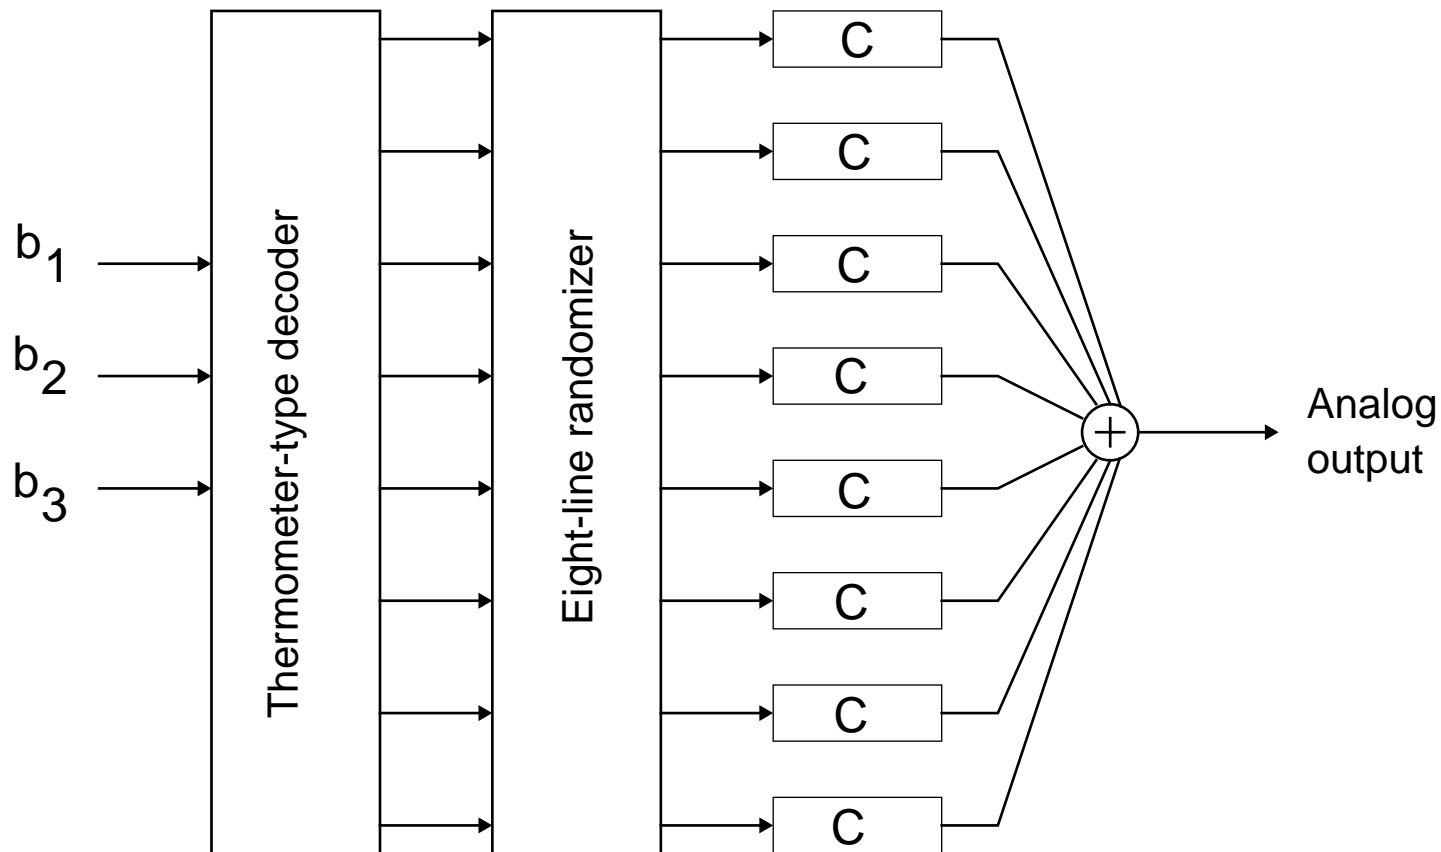 b1
b2
b3
Thermometer-type decoder
Eight-line randomizer
C
C
C
C
C
C
C
C
+
Analog
output